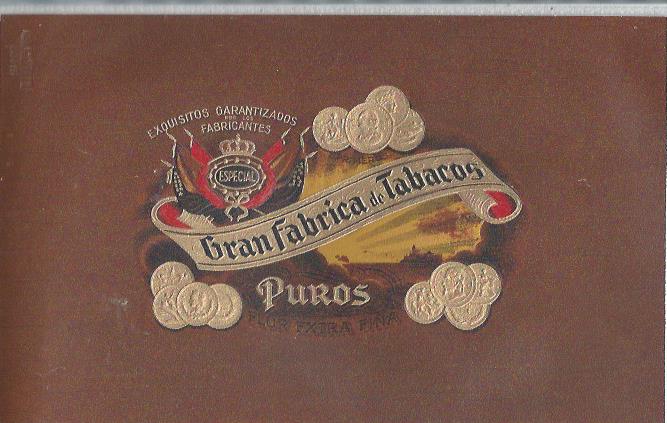 EXQUISITOS GARANTIZADOS
POR LOS
FABRICANTES
ESPECIAL
Gran Fabrica de Tabacos
PUROS
FLOR EXTRA FINA